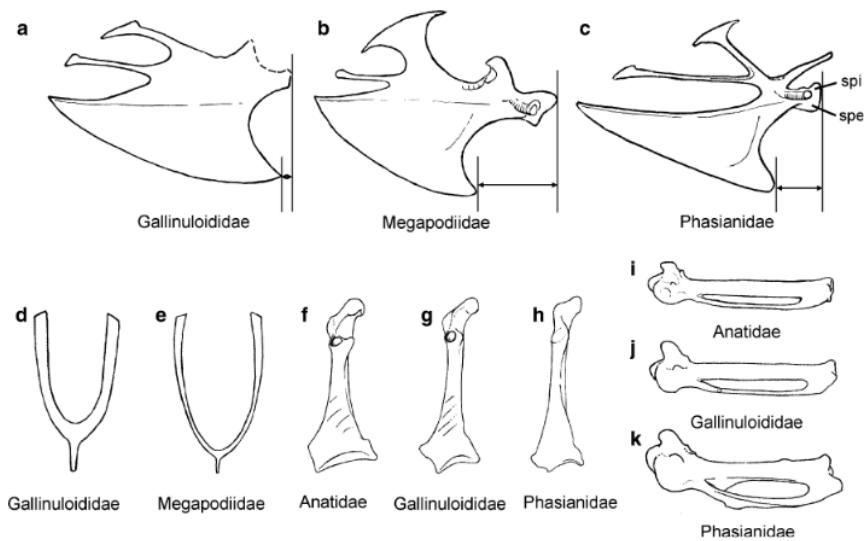 a
b
c
spi
spe
Gallinuloididae
Megapodiidae
Phasianidae
d
e
f
g
h
i
Anatidae
j
Gallinuloididae
k
Phasianidae
Gallinuloididae
Megapodiidae
Anatidae
Gallinuloididae
Phasianidae